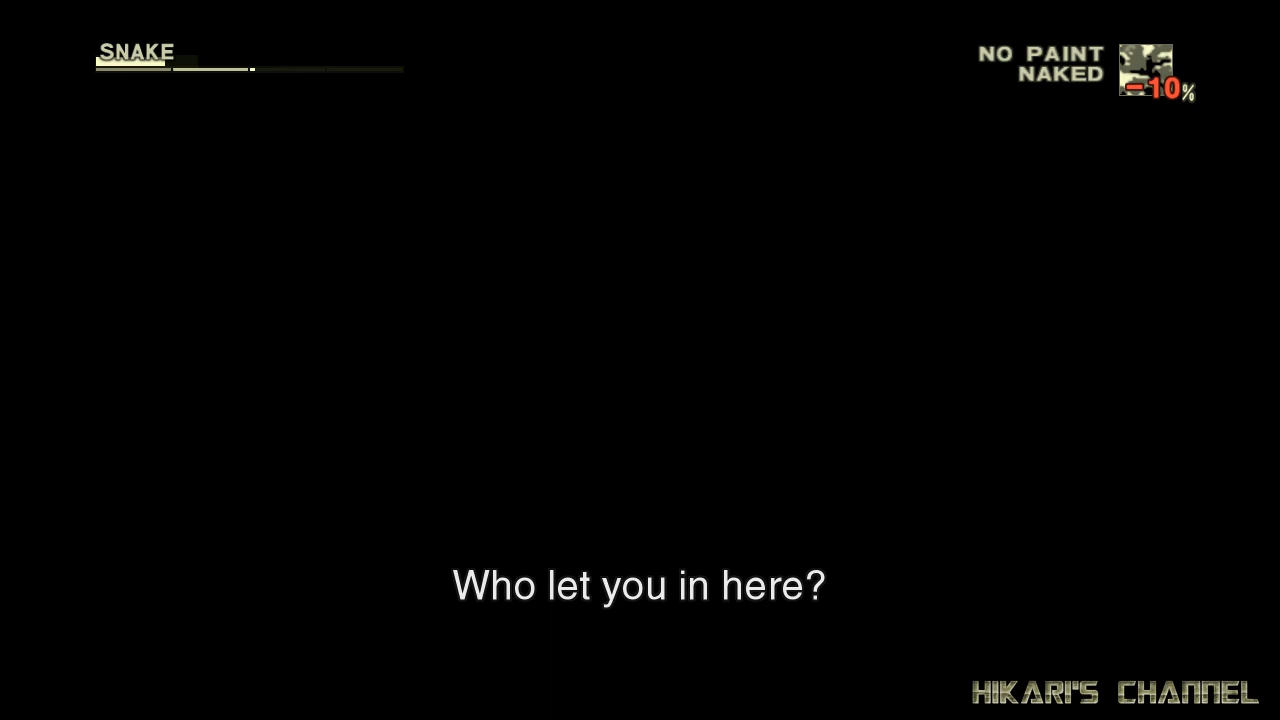 SNAKE
NO PAINT
NAKED
-10%
Who let you in here?
HIKARI'S CHANNEL